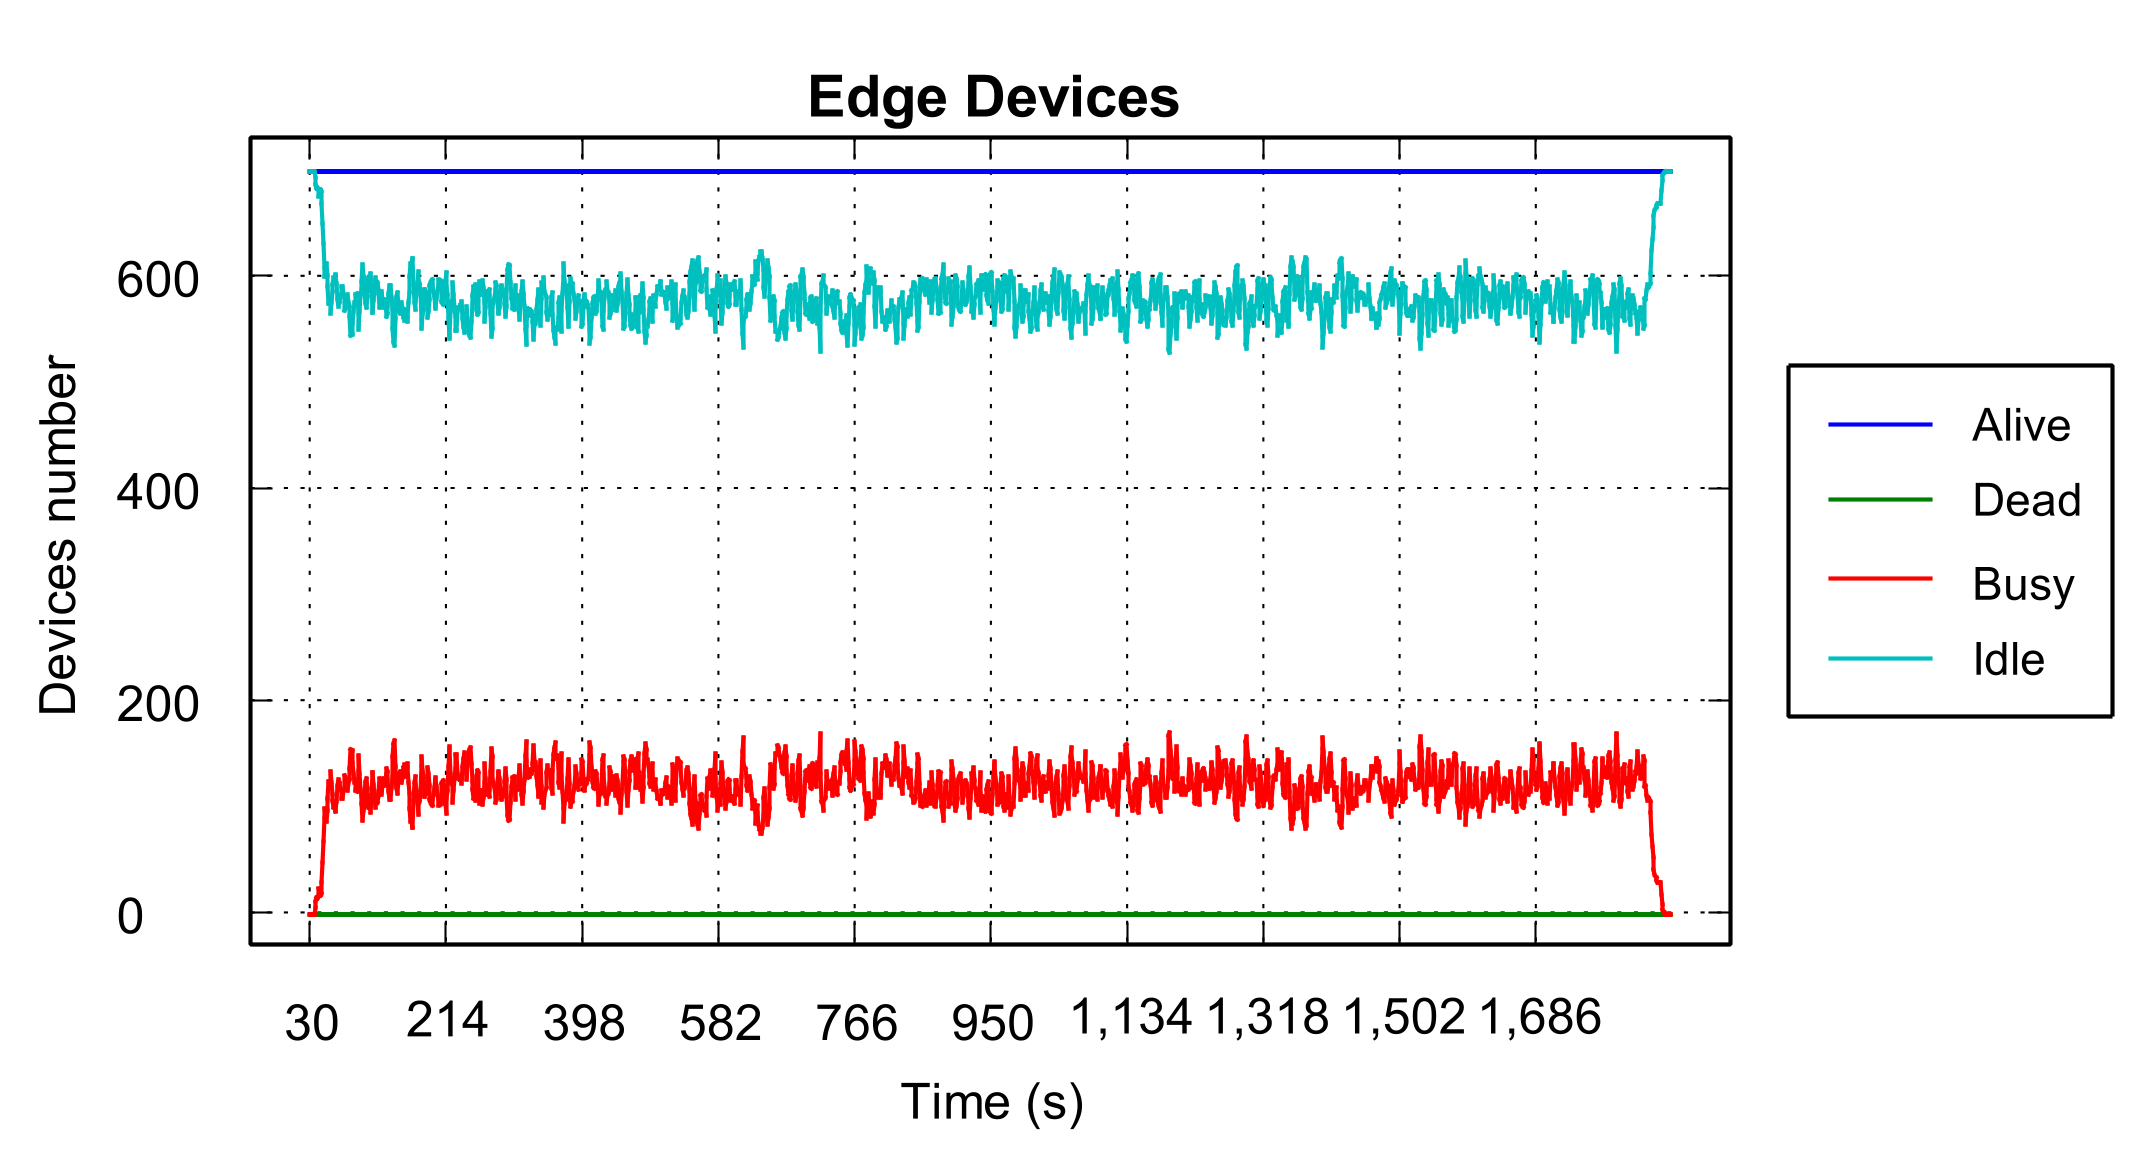 Edge Devices
Devices number
600
400
200
0
30 214 398 582 766 950 1,134 1,318 1,502 1,686
Time (s)
Alive
Dead
Busy
Idle